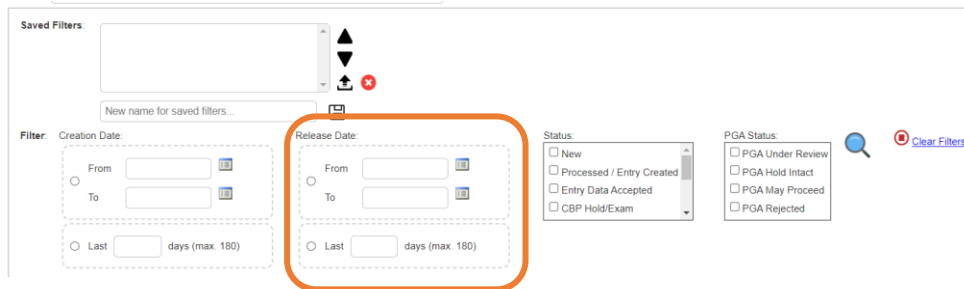 Saved Filters:
New name for saved filters...
Filter: Creation Date:
From
To
Last days (max. 180)
Release Date:
From
To
Last days (max. 180)
Status:
New
Processed / Entry Created
Entry Data Accepted
CBP Hold/Exam
PGA Status:
PGA Under Review
PGA Hold Intact
PGA May Proceed
PGA Rejected
Clear Filters